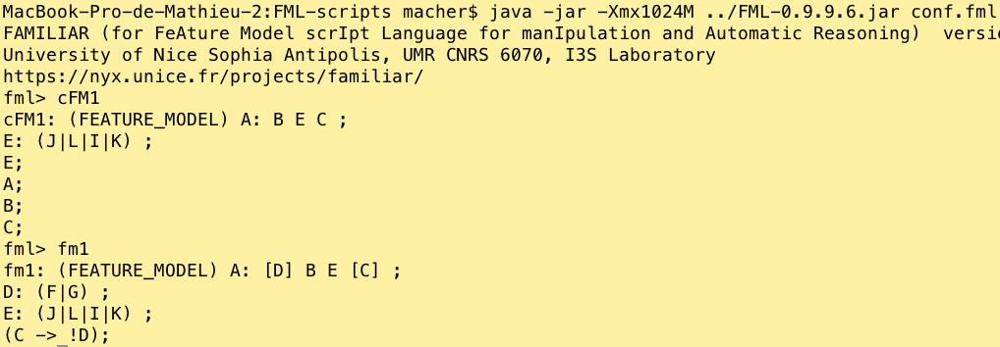 MacBook-Pro-de-Mathieu-2:FML-scripts macher$ java -jar -Xmx1024M ../FML-0.9.9.6.jar conf.fml
FAMILIAR (for FeAture Model scrIpt Language for manIpulation and Automatic Reasoning)  versi
University of Nice Sophia Antipolis, UMR CNRS 6070, I3S Laboratory
https://nyx.unice.fr/projects/familiar/
fml> cFM1
cFM1: (FEATURE_MODEL) A: B E C ;
E: (J|L|I|K) ;
E;
A;
B;
C;
fml> fm1
fm1: (FEATURE_MODEL) A: [D] B E [C] ;
D: (F|G) ;
E: (J|L|I|K) ;
(C -> !D);